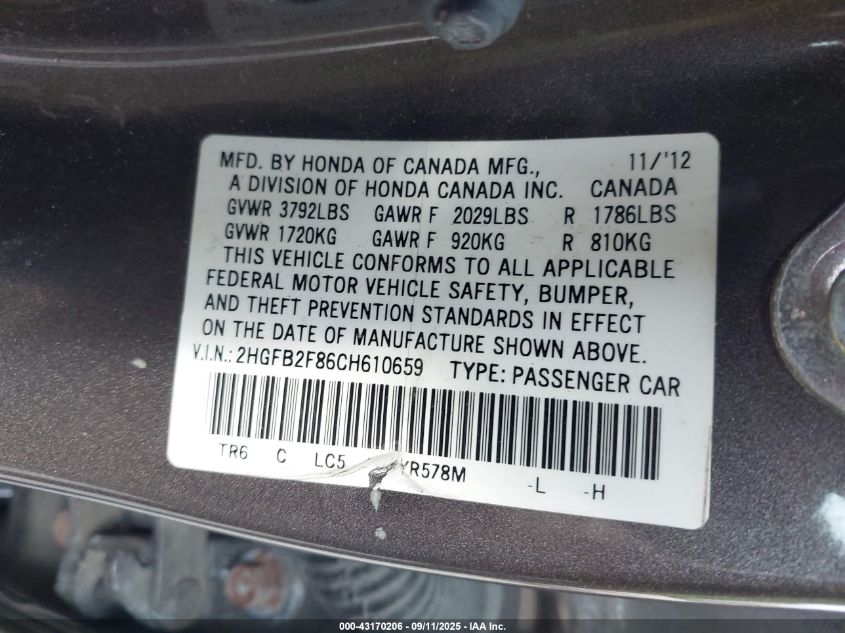 MFD. BY HONDA OF CANADA MFG., 11/'12
A DIVISION OF HONDA CANADA INC. CANADA
GVWR 3792LBS GAWR F 2029LBS R 1786LBS
GVWR 1720KG GAWR F 920KG R 810KG
THIS VEHICLE CONFORMS TO ALL APPLICABLE
FEDERAL MOTOR VEHICLE SAFETY, BUMPER,
AND THEFT PREVENTION STANDARDS IN EFFECT
ON THE DATE OF MANUFACTURE SHOWN ABOVE.
V.I.N.: 2HGFB2F86CH610659 TYPE: PASSENGER CAR
TR6 C LC5 YR578M -L -H
000-43170206 - 09/11/2025 - IAA Inc.